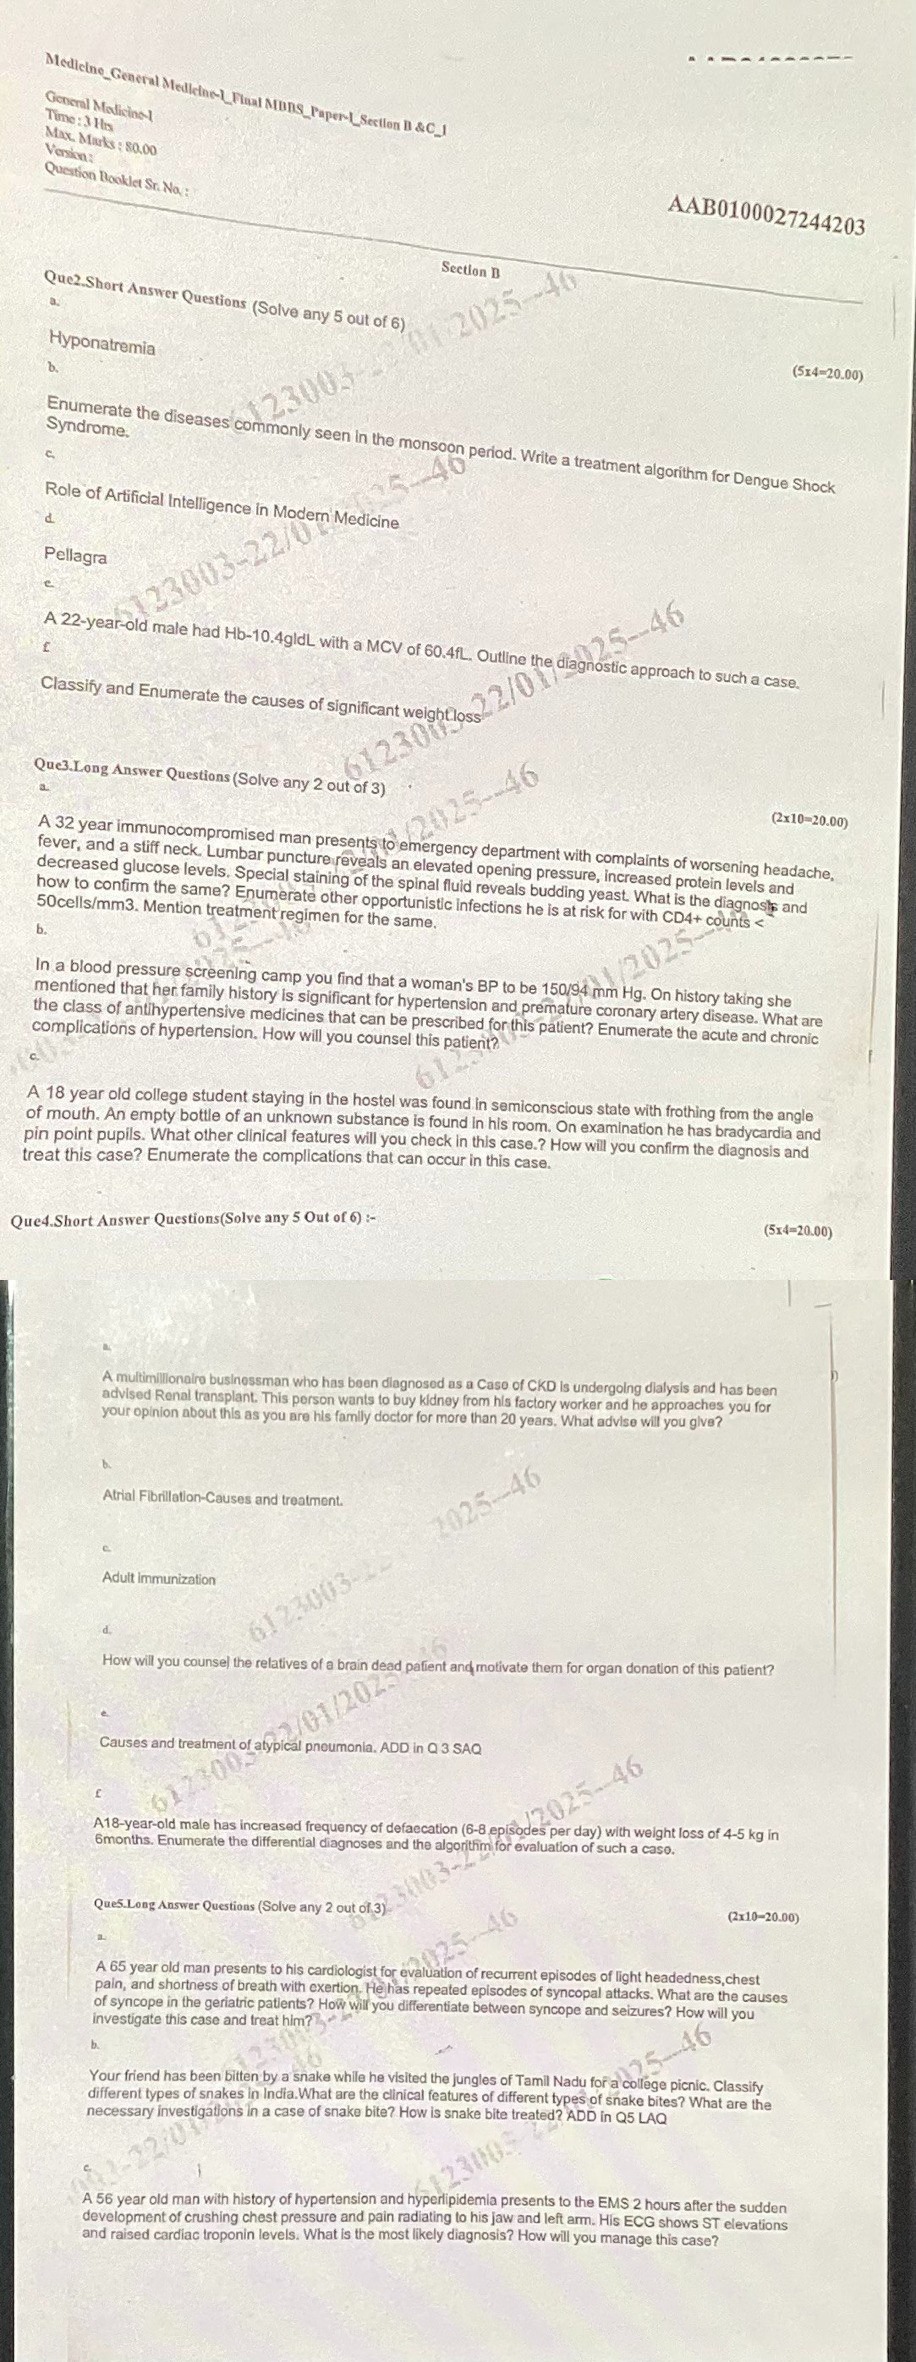 Medicine_General Medicine-I_Final MBBS_Paper-I_Section B &C_1
General Medicine-I
Time : 3 Hrs
Max. Marks : 80.00
Version :
Question Booklet Sr. No. :
AAB0100027244203
Section B
Que2.Short Answer Questions (Solve any 5 out of 6)
(5x4=20.00)
a.
Hyponatremia
b.
Enumerate the diseases commonly seen in the monsoon period. Write a treatment algorithm for Dengue Shock
Syndrome.
c.
Role of Artificial Intelligence in Modern Medicine
d.
Pellagra
e.
A 22-year-old male had Hb-10.4gldL with a MCV of 60.4fL. Outline the diagnostic approach to such a case.
f.
Classify and Enumerate the causes of significant weight loss
Que3.Long Answer Questions (Solve any 2 out of 3)
(2x10=20.00)
a.
A 32 year immunocompromised man presents to emergency department with complaints of worsening headache,
fever, and a stiff neck. Lumbar puncture reveals an elevated opening pressure, increased protein levels and
decreased glucose levels. Special staining of the spinal fluid reveals budding yeast. What is the diagnosis and
how to confirm the same? Enumerate other opportunistic infections he is at risk for with CD4+ counts <
50cells/mm3. Mention treatment regimen for the same.
b.
In a blood pressure screening camp you find that a woman's BP to be 150/94 mm Hg. On history taking she
mentioned that her family history is significant for hypertension and premature coronary artery disease. What are
the class of antihypertensive medicines that can be prescribed for this patient? Enumerate the acute and chronic
complications of hypertension. How will you counsel this patient?
c.
A 18 year old college student staying in the hostel was found in semiconscious state with frothing from the angle
of mouth. An empty bottle of an unknown substance is found in his room. On examination he has bradycardia and
pin point pupils. What other clinical features will you check in this case.? How will you confirm the diagnosis and
treat this case? Enumerate the complications that can occur in this case.
Que4.Short Answer Questions(Solve any 5 Out of 6) :-
(5x4=20.00)
a.
A multimillionaire businessman who has been diagnosed as a Case of CKD is undergoing dialysis and has been
advised Renal transplant. This person wants to buy kidney from his factory worker and he approaches you for
your opinion about this as you are his family doctor for more than 20 years. What advise will you give?
b.
Atrial Fibrillation-Causes and treatment.
c.
Adult immunization
d.
How will you counsel the relatives of a brain dead patient and motivate them for organ donation of this patient?
e.
Causes and treatment of atypical pneumonia. ADD in Q 3 SAQ
f.
A18-year-old male has increased frequency of defaecation (6-8 episodes per day) with weight loss of 4-5 kg in
6months. Enumerate the differential diagnoses and the algorithm for evaluation of such a case.
Que5.Long Answer Questions (Solve any 2 out of 3)
(2x10=20.00)
a.
A 65 year old man presents to his cardiologist for evaluation of recurrent episodes of light headedness,chest
pain, and shortness of breath with exertion. He has repeated episodes of syncopal attacks. What are the causes
of syncope in the geriatric patients? How will you differentiate between syncope and seizures? How will you
investigate this case and treat him?
b.
Your friend has been bitten by a snake while he visited the jungles of Tamil Nadu for a college picnic. Classify
different types of snakes in India.What are the clinical features of different types of snake bites? What are the
necessary investigations in a case of snake bite? How is snake bite treated? ADD in Q5 LAQ
c.
A 56 year old man with history of hypertension and hyperlipidemia presents to the EMS 2 hours after the sudden
development of crushing chest pressure and pain radiating to his jaw and left arm. His ECG shows ST elevations
and raised cardiac troponin levels. What is the most likely diagnosis? How will you manage this case?